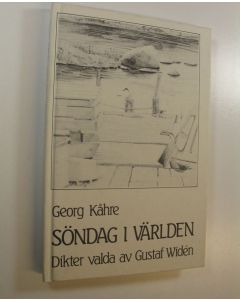 Georg Kåhre
SÖNDAG I VÄRLDEN
Dikter valda av Gustaf Widén